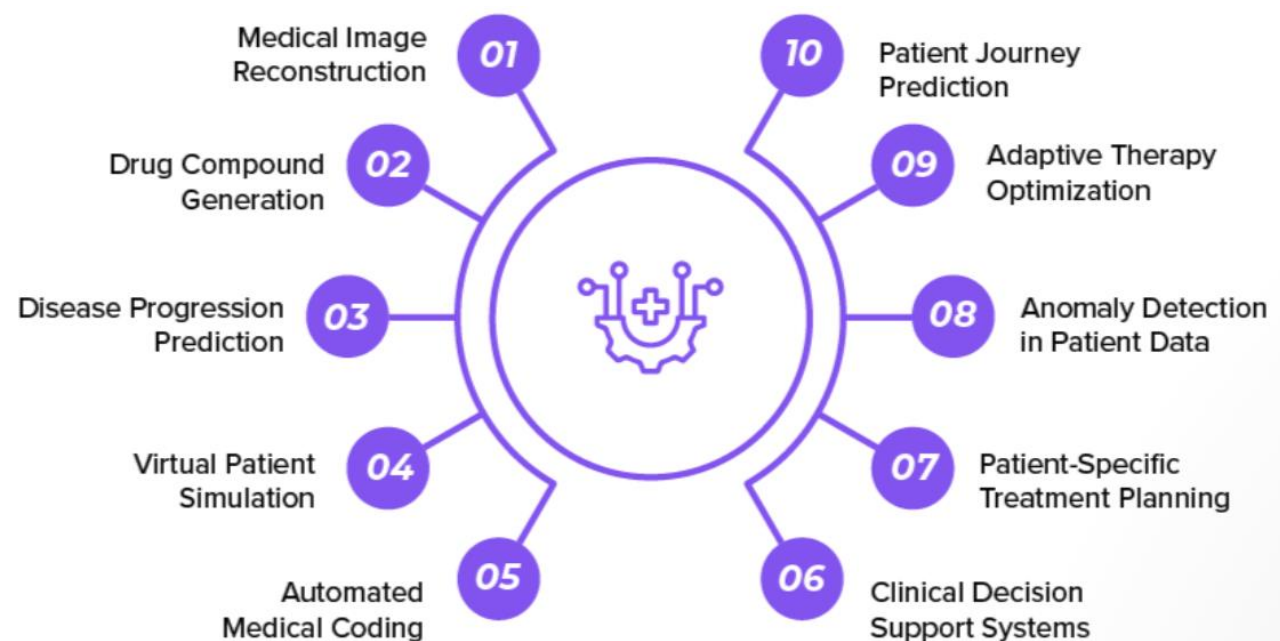 01
Medical Image
Reconstruction
02
Drug Compound
Generation
03
Disease Progression
Prediction
04
Virtual Patient
Simulation
05
Automated
Medical Coding
06
Clinical Decision
Support Systems
07
Patient-Specific
Treatment Planning
08
Anomaly Detection
in Patient Data
09
Adaptive Therapy
Optimization
10
Patient Journey
Prediction